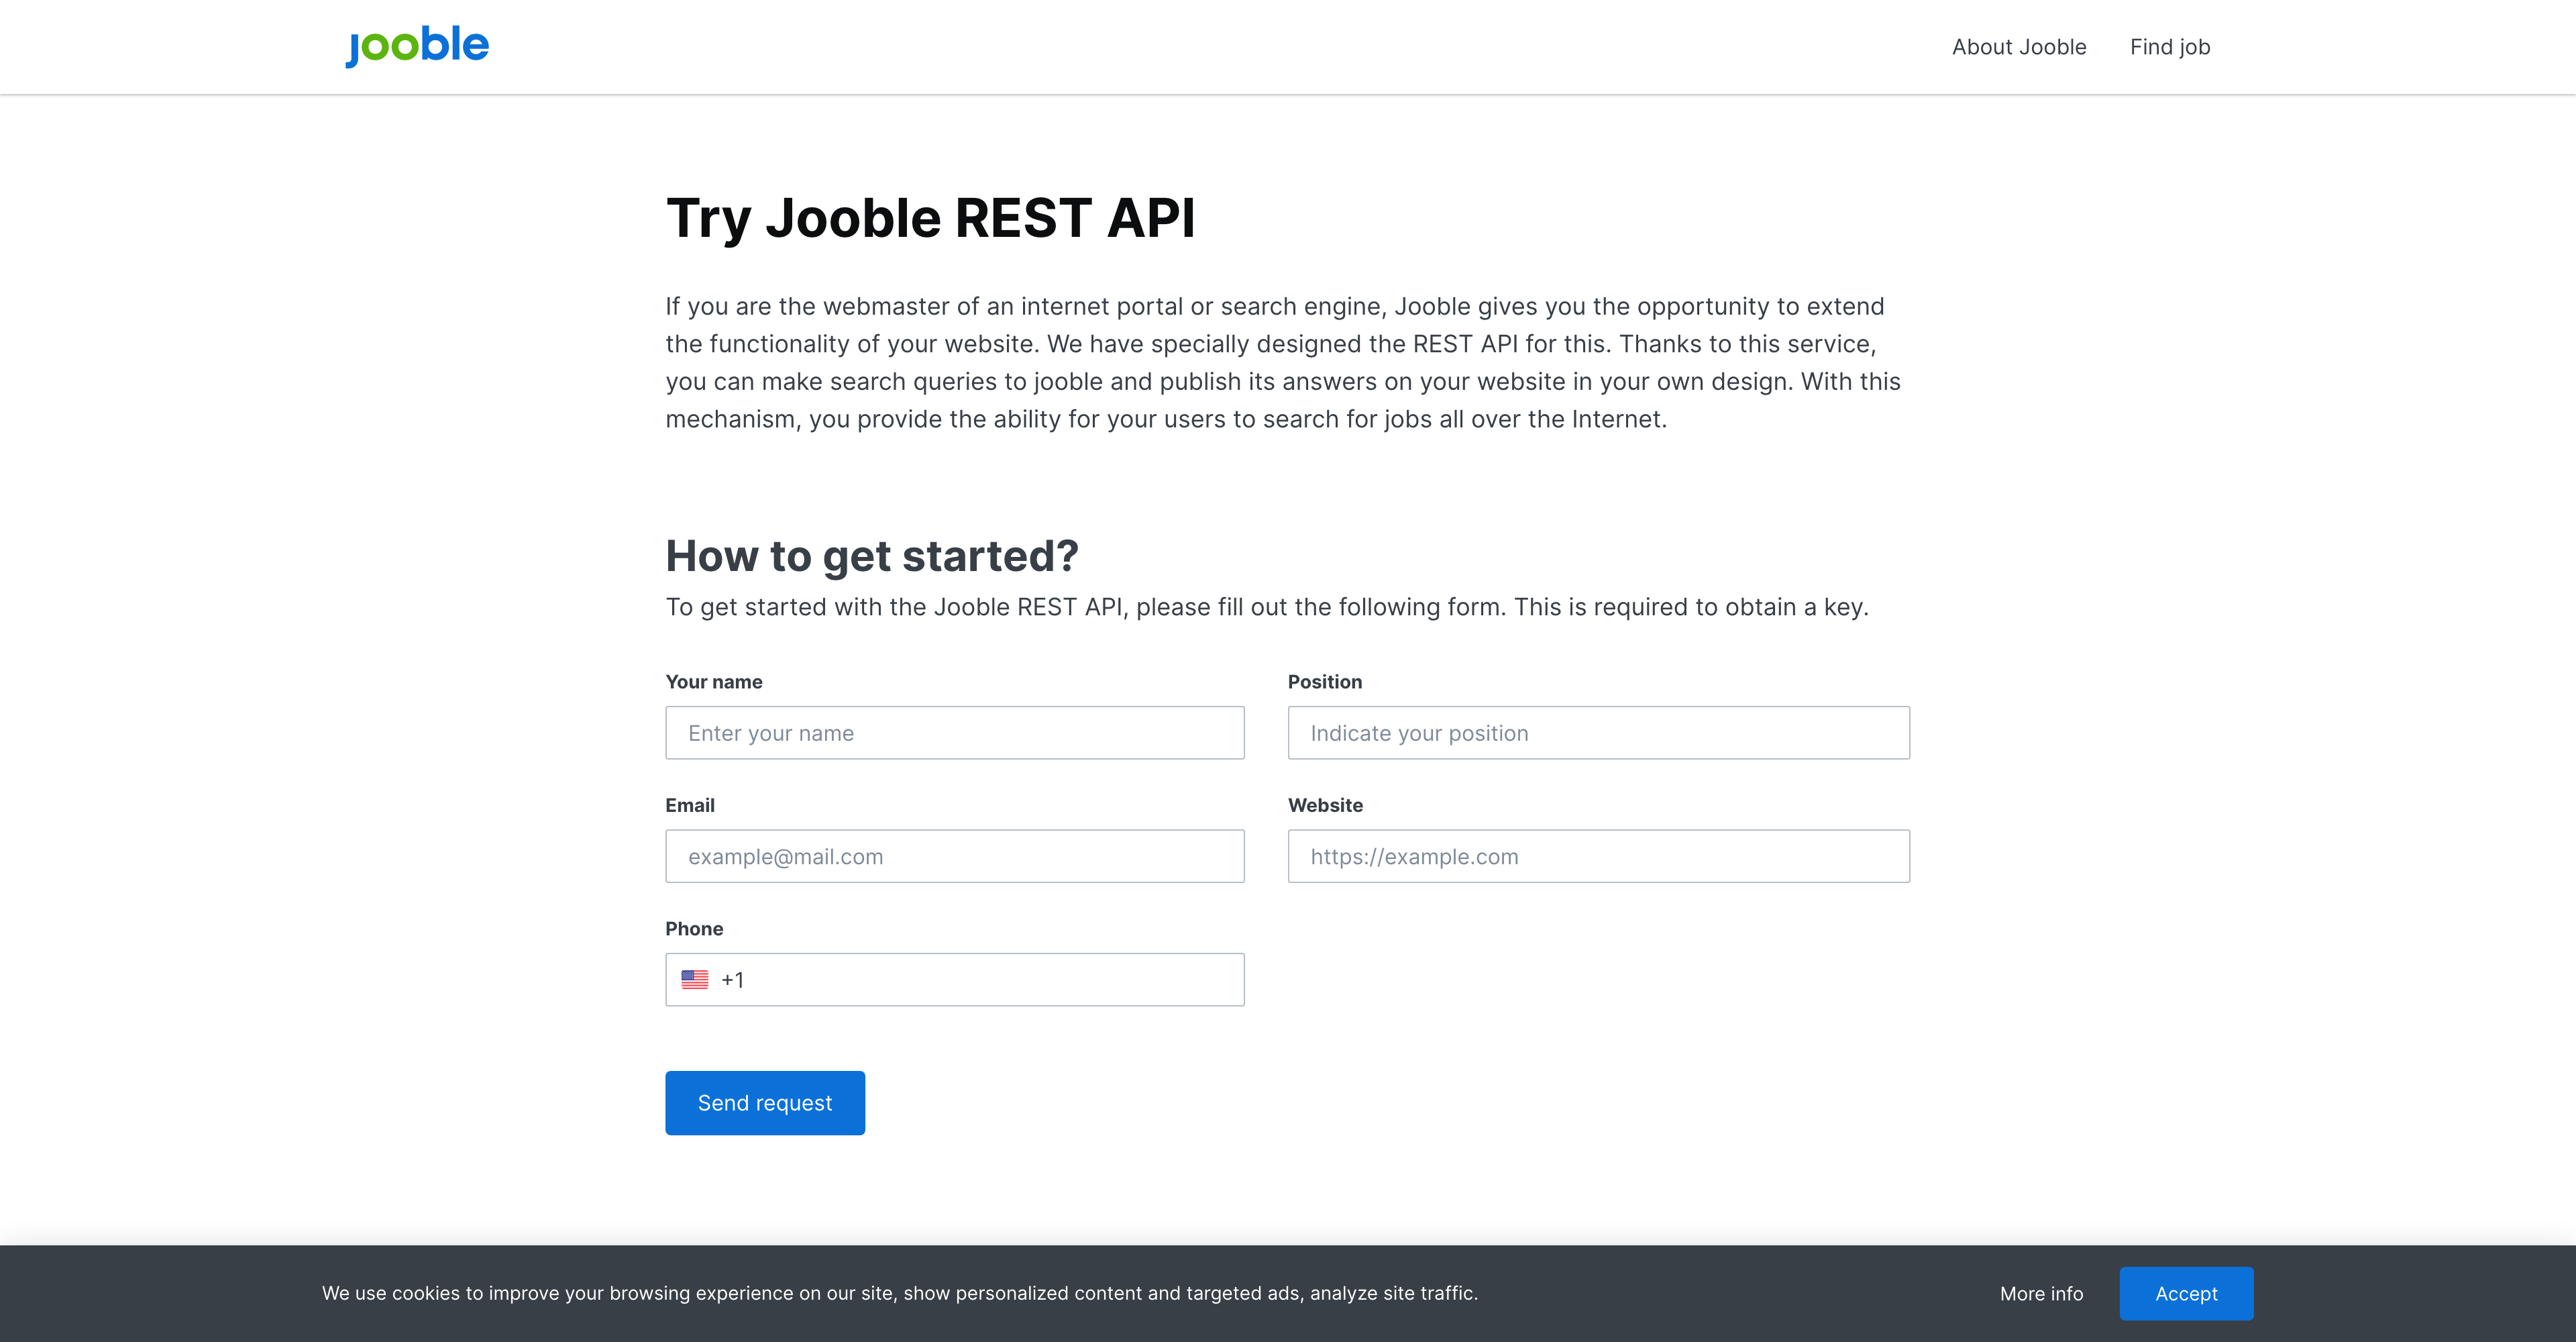 jooble
About Jooble
Find job
Try Jooble REST API
If you are the webmaster of an internet portal or search engine, Jooble gives you the opportunity to extend
the functionality of your website. We have specially designed the REST API for this. Thanks to this service,
you can make search queries to jooble and publish its answers on your website in your own design. With this
mechanism, you provide the ability for your users to search for jobs all over the Internet.
How to get started?
To get started with the Jooble REST API, please fill out the following form. This is required to obtain a key.
Your name
Enter your name
Position
Indicate your position
Email
example@mail.com
Website
https://example.com
Phone
+1
Send request
We use cookies to improve your browsing experience on our site, show personalized content and targeted ads, analyze site traffic.
More info
Accept